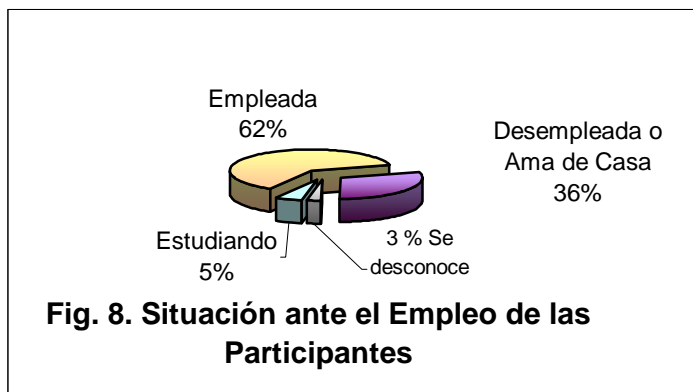 Empleada
62%
Desempleada o
Ama de Casa
36%
Estudiando
5%
3 % Se
desconoce
Fig. 8. Situación ante el Empleo de las
Participantes